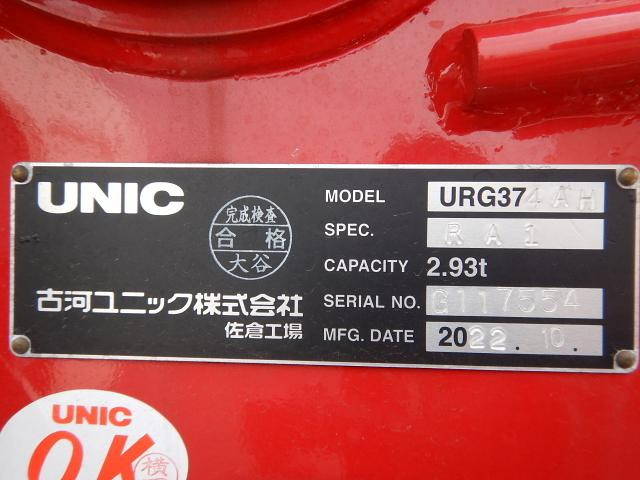 UNIC
完成検査
合格
大谷
古河ユニック株式会社
佐倉工場
MODEL URG374AH
SPEC. RA1
CAPACITY 2.93t
SERIAL NO. G117554
MFG. DATE 2022.10.
UNIC
OK
横